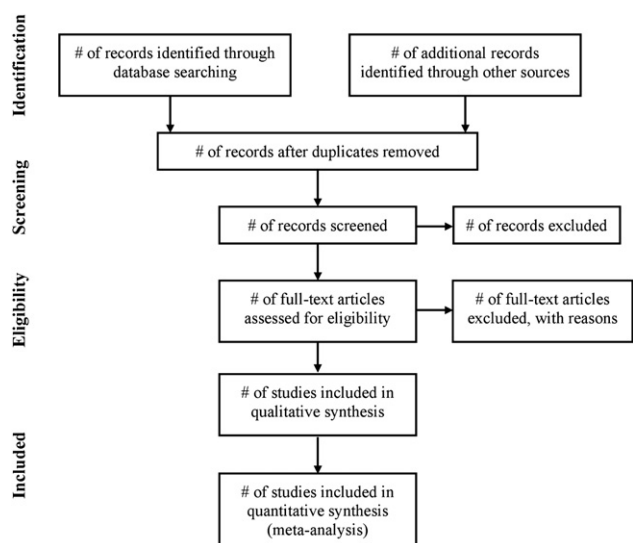 Identification
# of records identified through
database searching
# of additional records
identified through other sources
# of records after duplicates removed
Screening
# of records screened
# of records excluded
Eligibility
# of full-text articles
assessed for eligibility
# of full-text articles
excluded, with reasons
Included
# of studies included in
qualitative synthesis
# of studies included in
quantitative synthesis
(meta-analysis)